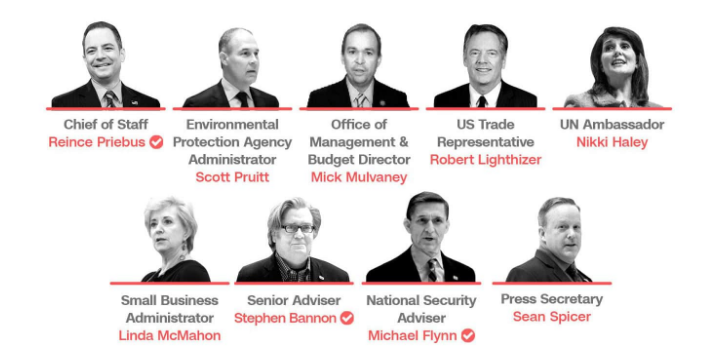 Chief of Staff
Reince Priebus
Environmental
Protection Agency
Administrator
Scott Pruitt
Office of
Management &
Budget Director
Mick Mulvaney
US Trade
Representative
Robert Lighthizer
UN Ambassador
Nikki Haley
Small Business
Administrator
Linda McMahon
Senior Adviser
Stephen Bannon
National Security
Adviser
Michael Flynn
Press Secretary
Sean Spicer